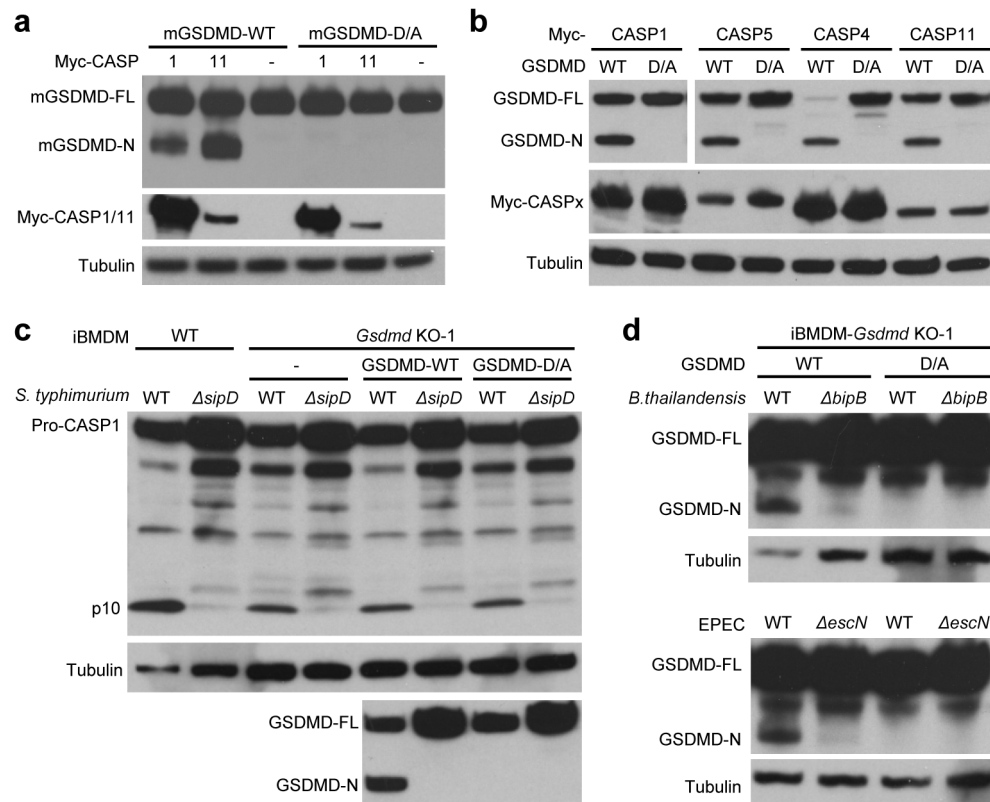 a
mGSDMD-WT mGSDMD-D/A
Myc-CASP 1 11 - 1 11 -
mGSDMD-FL
mGSDMD-N
Myc-CASP1/11
Tubulin
b
Myc- CASP1 CASP5 CASP4 CASP11
GSDMD WT D/A WT D/A WT D/A WT D/A
GSDMD-FL
GSDMD-N
Myc-CASPx
Tubulin
c
iBMDM WT Gsdmd KO-1
- GSDMD-WT GSDMD-D/A
S. typhimurium WT ΔsipD WT ΔsipD WT ΔsipD WT ΔsipD
Pro-CASP1
p10
Tubulin
GSDMD-FL
GSDMD-N
d
iBMDM-Gsdmd KO-1
GSDMD WT D/A
B.thailandensis WT ΔbipB WT ΔbipB
GSDMD-FL
GSDMD-N
Tubulin
EPEC WT ΔescN WT ΔescN
GSDMD-FL
GSDMD-N
Tubulin